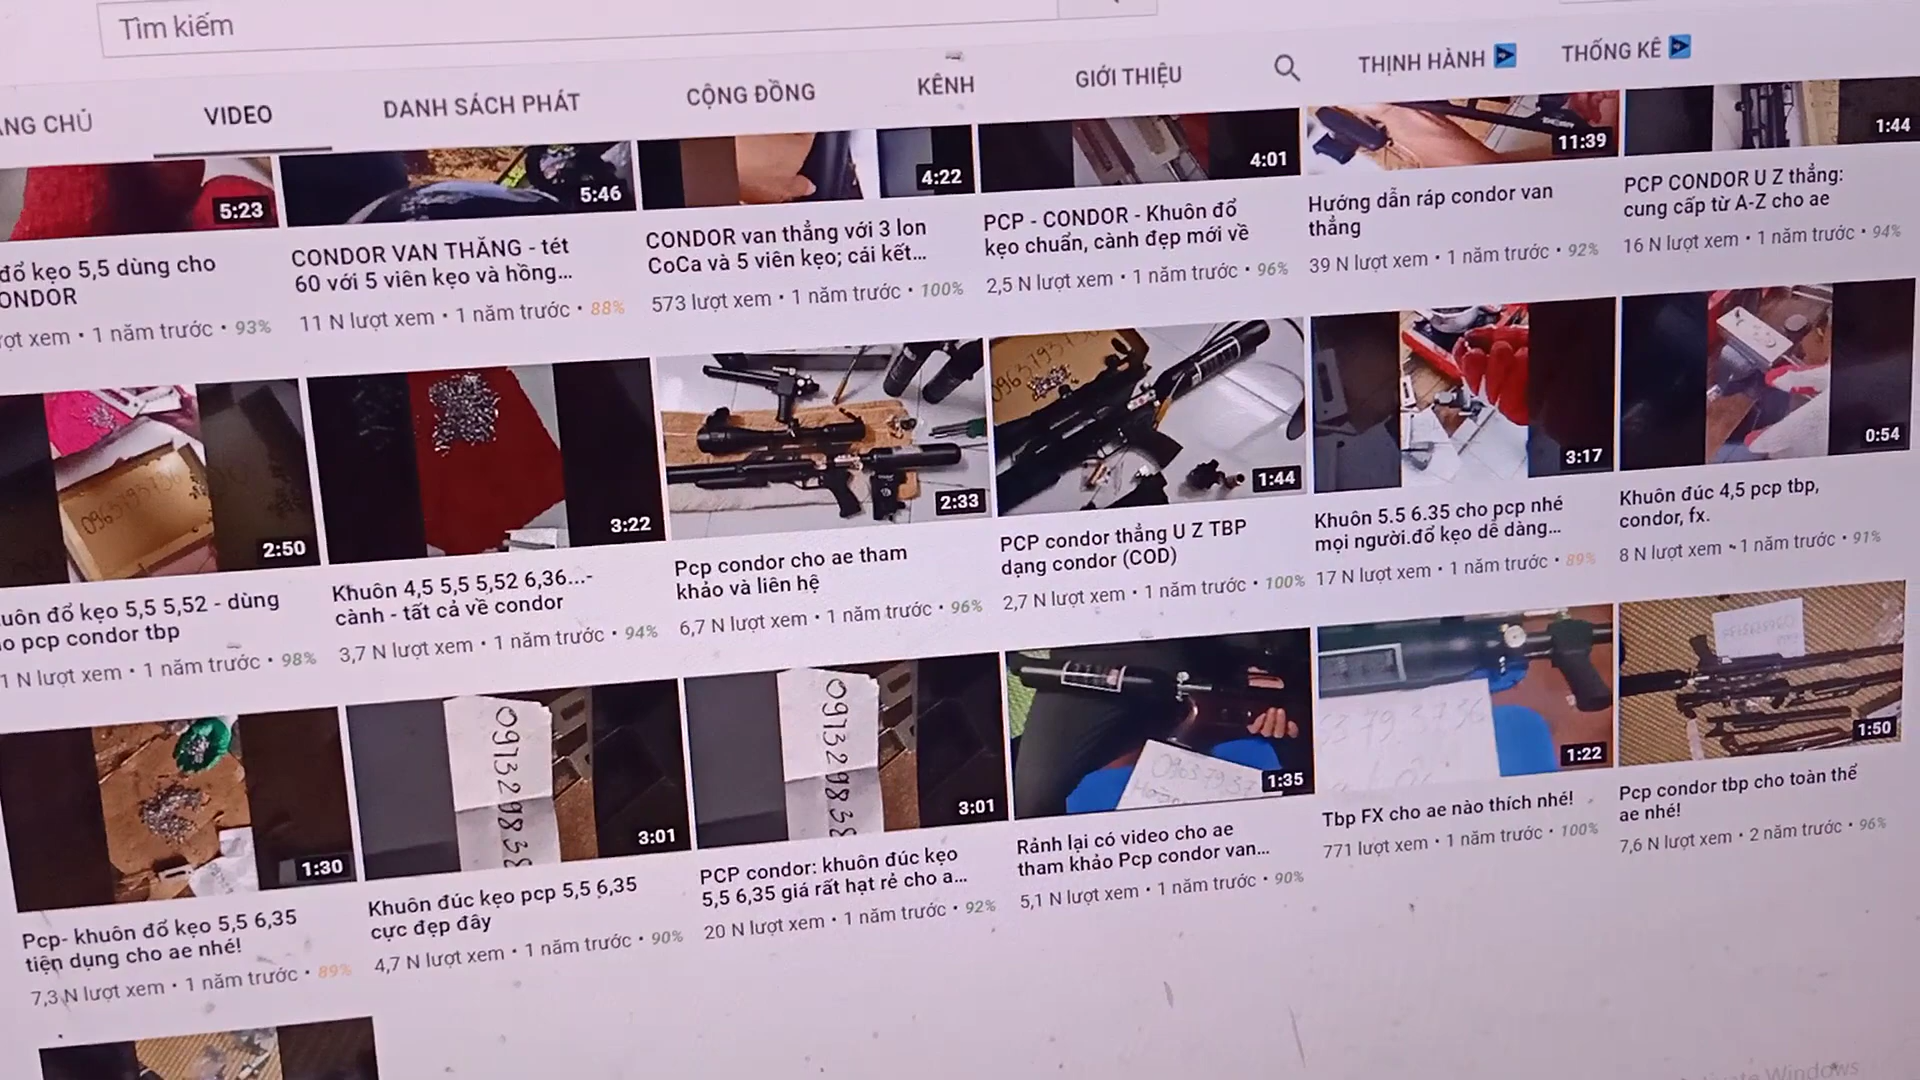 Tìm kiếm
ANG CHỦ
VIDEO
DANH SÁCH PHÁT
CỘNG ĐỒNG
KÊNH
GIỚI THIỆU
THỊNH HÀNH
THỐNG KÊ
5:23
5:46
4:22
4:01
11:39
1:44
đổ kẹo 5,5 dùng cho
ONDOR
ợt xem • 1 năm trước • 93%
CONDOR VAN THĂNG - tét
60 với 5 viên kẹo và hồng...
11 N lượt xem • 1 năm trước • 88%
CONDOR van thẳng với 3 lon
CoCa và 5 viên kẹo; cái kết...
573 lượt xem • 1 năm trước • 100%
PCP - CONDOR - Khuôn đổ
kẹo chuẩn, cành đẹp mới về
2,5 N lượt xem • 1 năm trước • 96%
Hướng dẫn ráp condor van
thẳng
39 N lượt xem • 1 năm trước • 92%
PCP CONDOR U Z thẳng:
cung cấp từ A-Z cho ae
16 N lượt xem • 1 năm trước • 94%
0963793736
2:50
3:22
2:33
1:44
3:17
0:54
uôn đổ kẹo 5,5 5,52 - dùng
o pcp condor tbp
1 N lượt xem • 1 năm trước • 98%
Khuôn 4,5 5,5 5,52 6,36...-
cành - tất cả về condor
3,7 N lượt xem • 1 năm trước • 94%
Pcp condor cho ae tham
khảo và liên hệ
6,7 N lượt xem • 1 năm trước • 96%
PCP condor thẳng U Z TBP
dạng condor (COD)
2,7 N lượt xem • 1 năm trước • 100%
Khuôn 5.5 6.35 cho pcp nhé
mọi người.đổ kẹo dễ dàng...
17 N lượt xem • 1 năm trước • 89%
Khuôn đúc 4,5 pcp tbp,
condor, fx.
8 N lượt xem • 1 năm trước • 91%
1:30
091329838
3:01
091329838
3:01
09637937
1:35
63 793736
1:22
1:50
Pcp- khuôn đổ kẹo 5,5 6,35
tiện dụng cho ae nhé!
7,3 N lượt xem • 1 năm trước • 89%
Khuôn đúc kẹo pcp 5,5 6,35
cực đẹp đây
4,7 N lượt xem • 1 năm trước • 90%
PCP condor: khuôn đúc kẹo
5,5 6,35 giá rất hạt rẻ cho a...
20 N lượt xem • 1 năm trước • 92%
Rảnh lại có video cho ae
tham khảo Pcp condor van...
5,1 N lượt xem • 1 năm trước • 90%
Tbp FX cho ae nào thích nhé!
771 lượt xem • 1 năm trước • 100%
Pcp condor tbp cho toàn thể
ae nhé!
7,6 N lượt xem • 2 năm trước • 96%
Windows